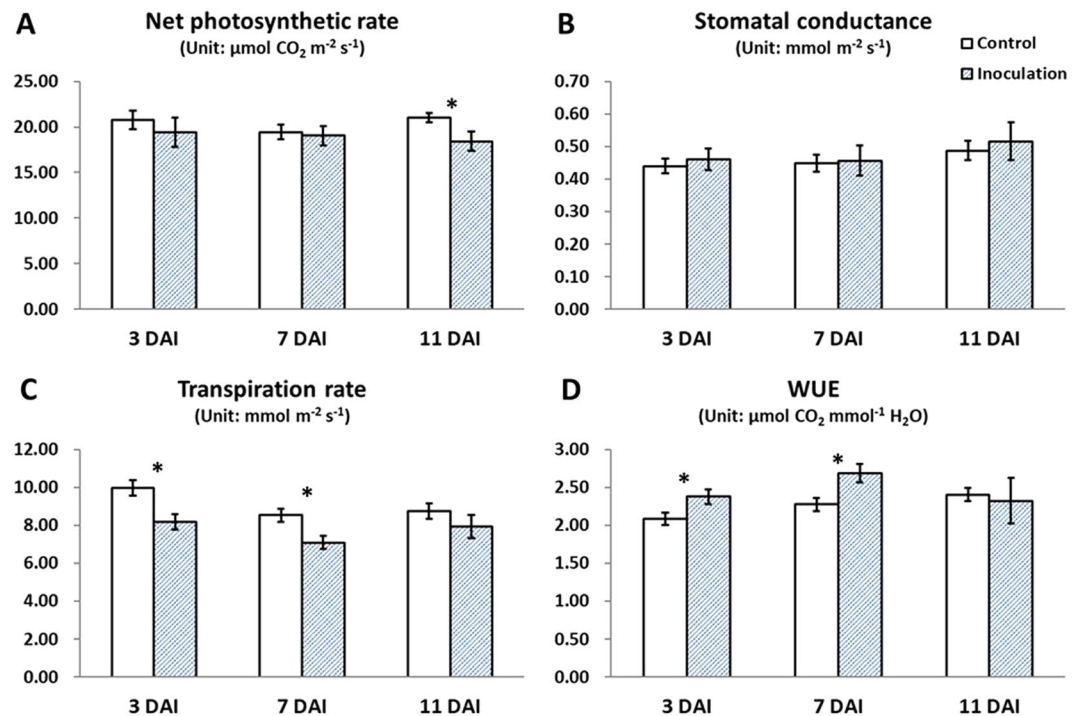 A
Net photosynthetic rate
(Unit: µmol CO₂ m⁻² s⁻¹)
25.00
20.00
15.00
10.00
5.00
0.00
*
3 DAI 7 DAI 11 DAI
B
Stomatal conductance
(Unit: mmol m⁻² s⁻¹)
Control
Inoculation
0.70
0.60
0.50
0.40
0.30
0.20
0.10
0.00
3 DAI 7 DAI 11 DAI
C
Transpiration rate
(Unit: mmol m⁻² s⁻¹)
12.00
10.00
8.00
6.00
4.00
2.00
0.00
*
*
3 DAI 7 DAI 11 DAI
D
WUE
(Unit: µmol CO₂ mmol⁻¹ H₂O)
3.00
2.50
2.00
1.50
1.00
0.50
0.00
*
*
3 DAI 7 DAI 11 DAI